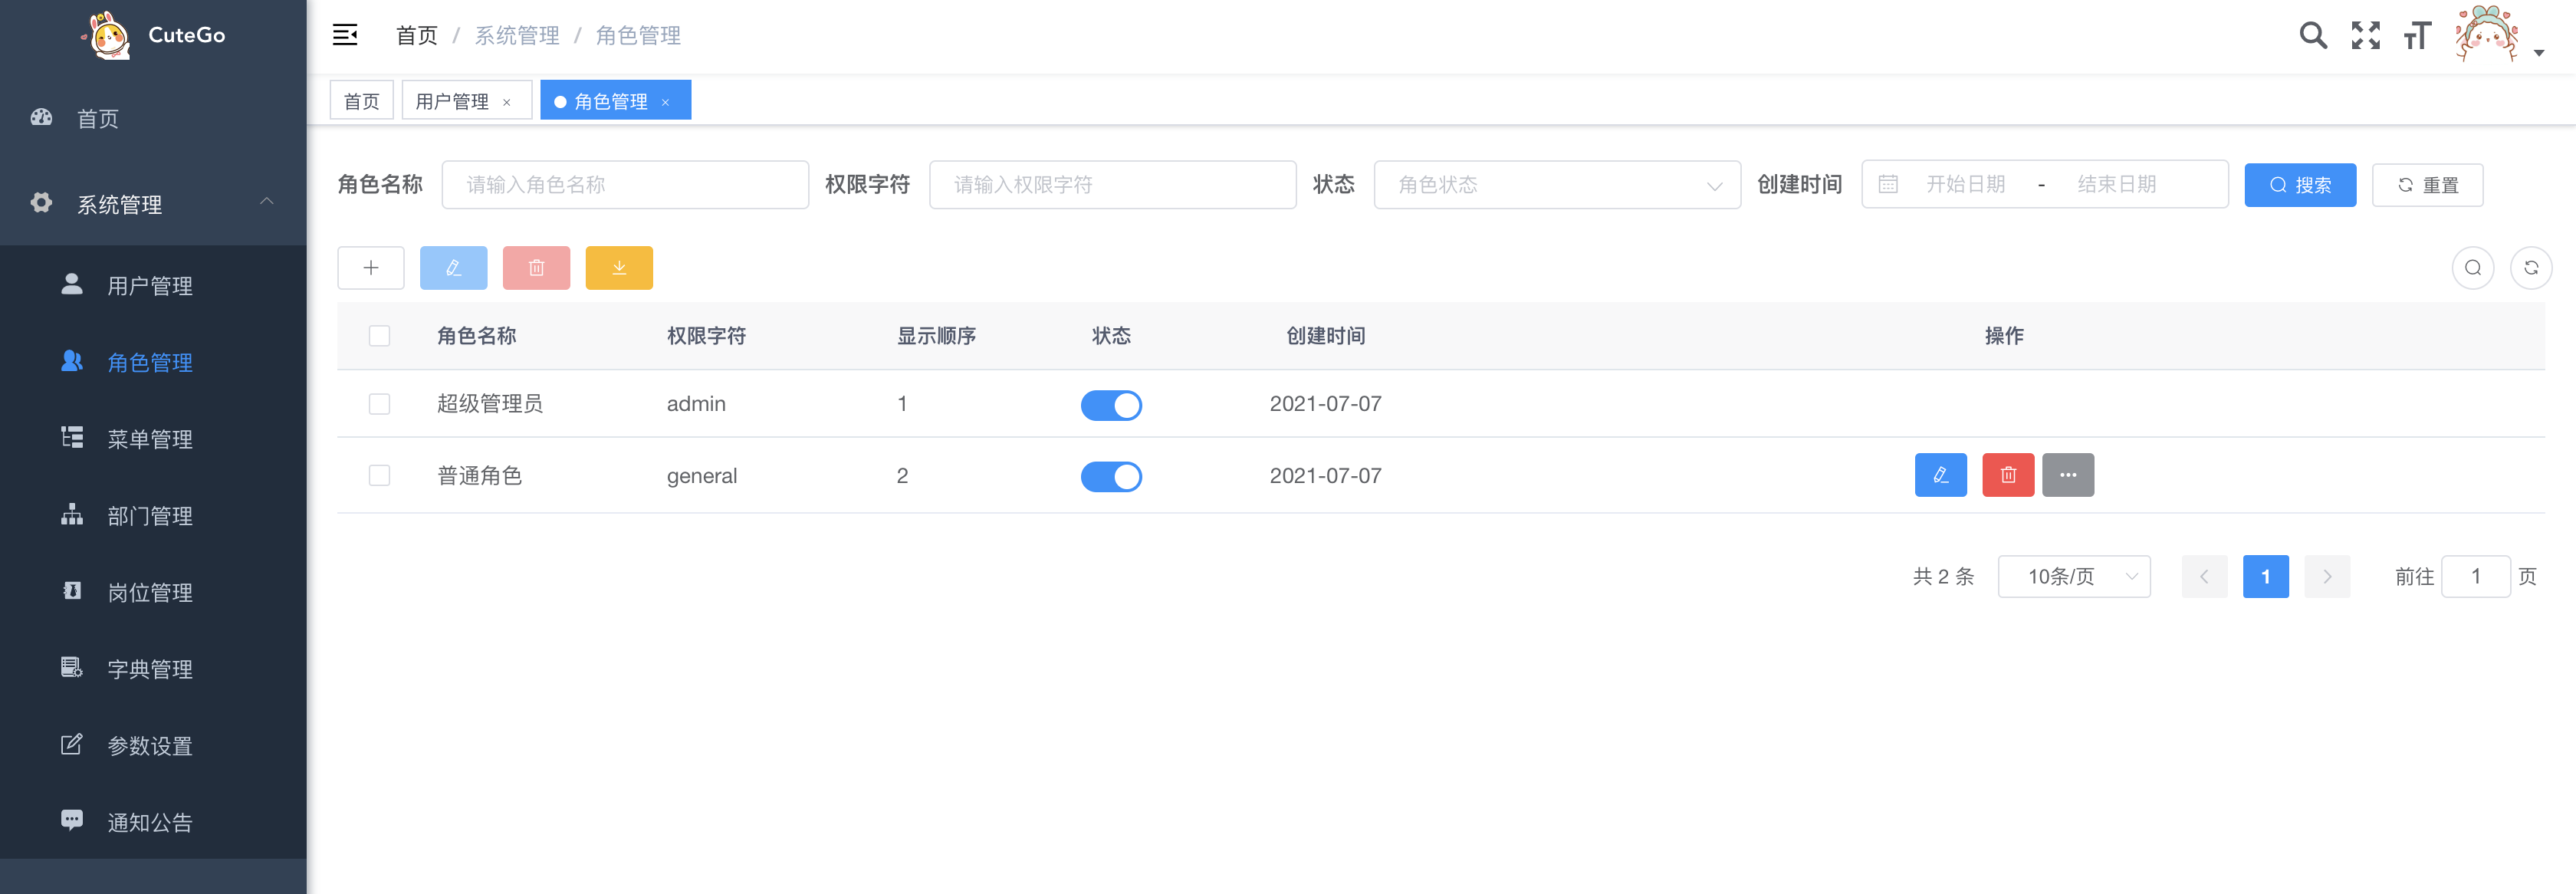 CuteGo
首页
系统管理
用户管理
角色管理
菜单管理
部门管理
岗位管理
字典管理
参数设置
通知公告
首页 / 系统管理 / 角色管理
首页 用户管理 × 角色管理 ×
角色名称 请输入角色名称 权限字符 请输入权限字符 状态 角色状态 创建时间 开始日期 - 结束日期 搜索 重置
角色名称 权限字符 显示顺序 状态 创建时间 操作
超级管理员 admin 1 2021-07-07
普通角色 general 2 2021-07-07
共 2 条 10条/页 1 前往 1 页